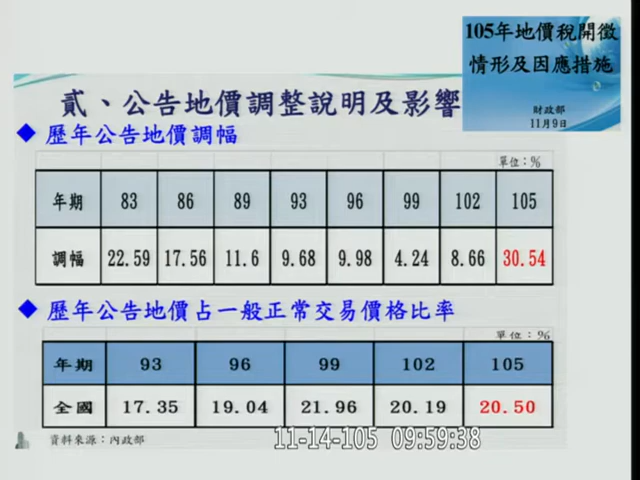 105年地價稅開徵
情形及因應措施
財政部
11月9日
貳、公告地價調整說明及影響
◆ 歷年公告地價調幅
單位：%
年期 83 86 89 93 96 99 102 105
調幅 22.59 17.56 11.6 9.68 9.98 4.24 8.66 30.54
◆ 歷年公告地價占一般正常交易價格比率
單位：%
年期 93 96 99 102 105
全國 17.35 19.04 21.96 20.19 20.50
資料來源：內政部
11-14-105 09:59:38